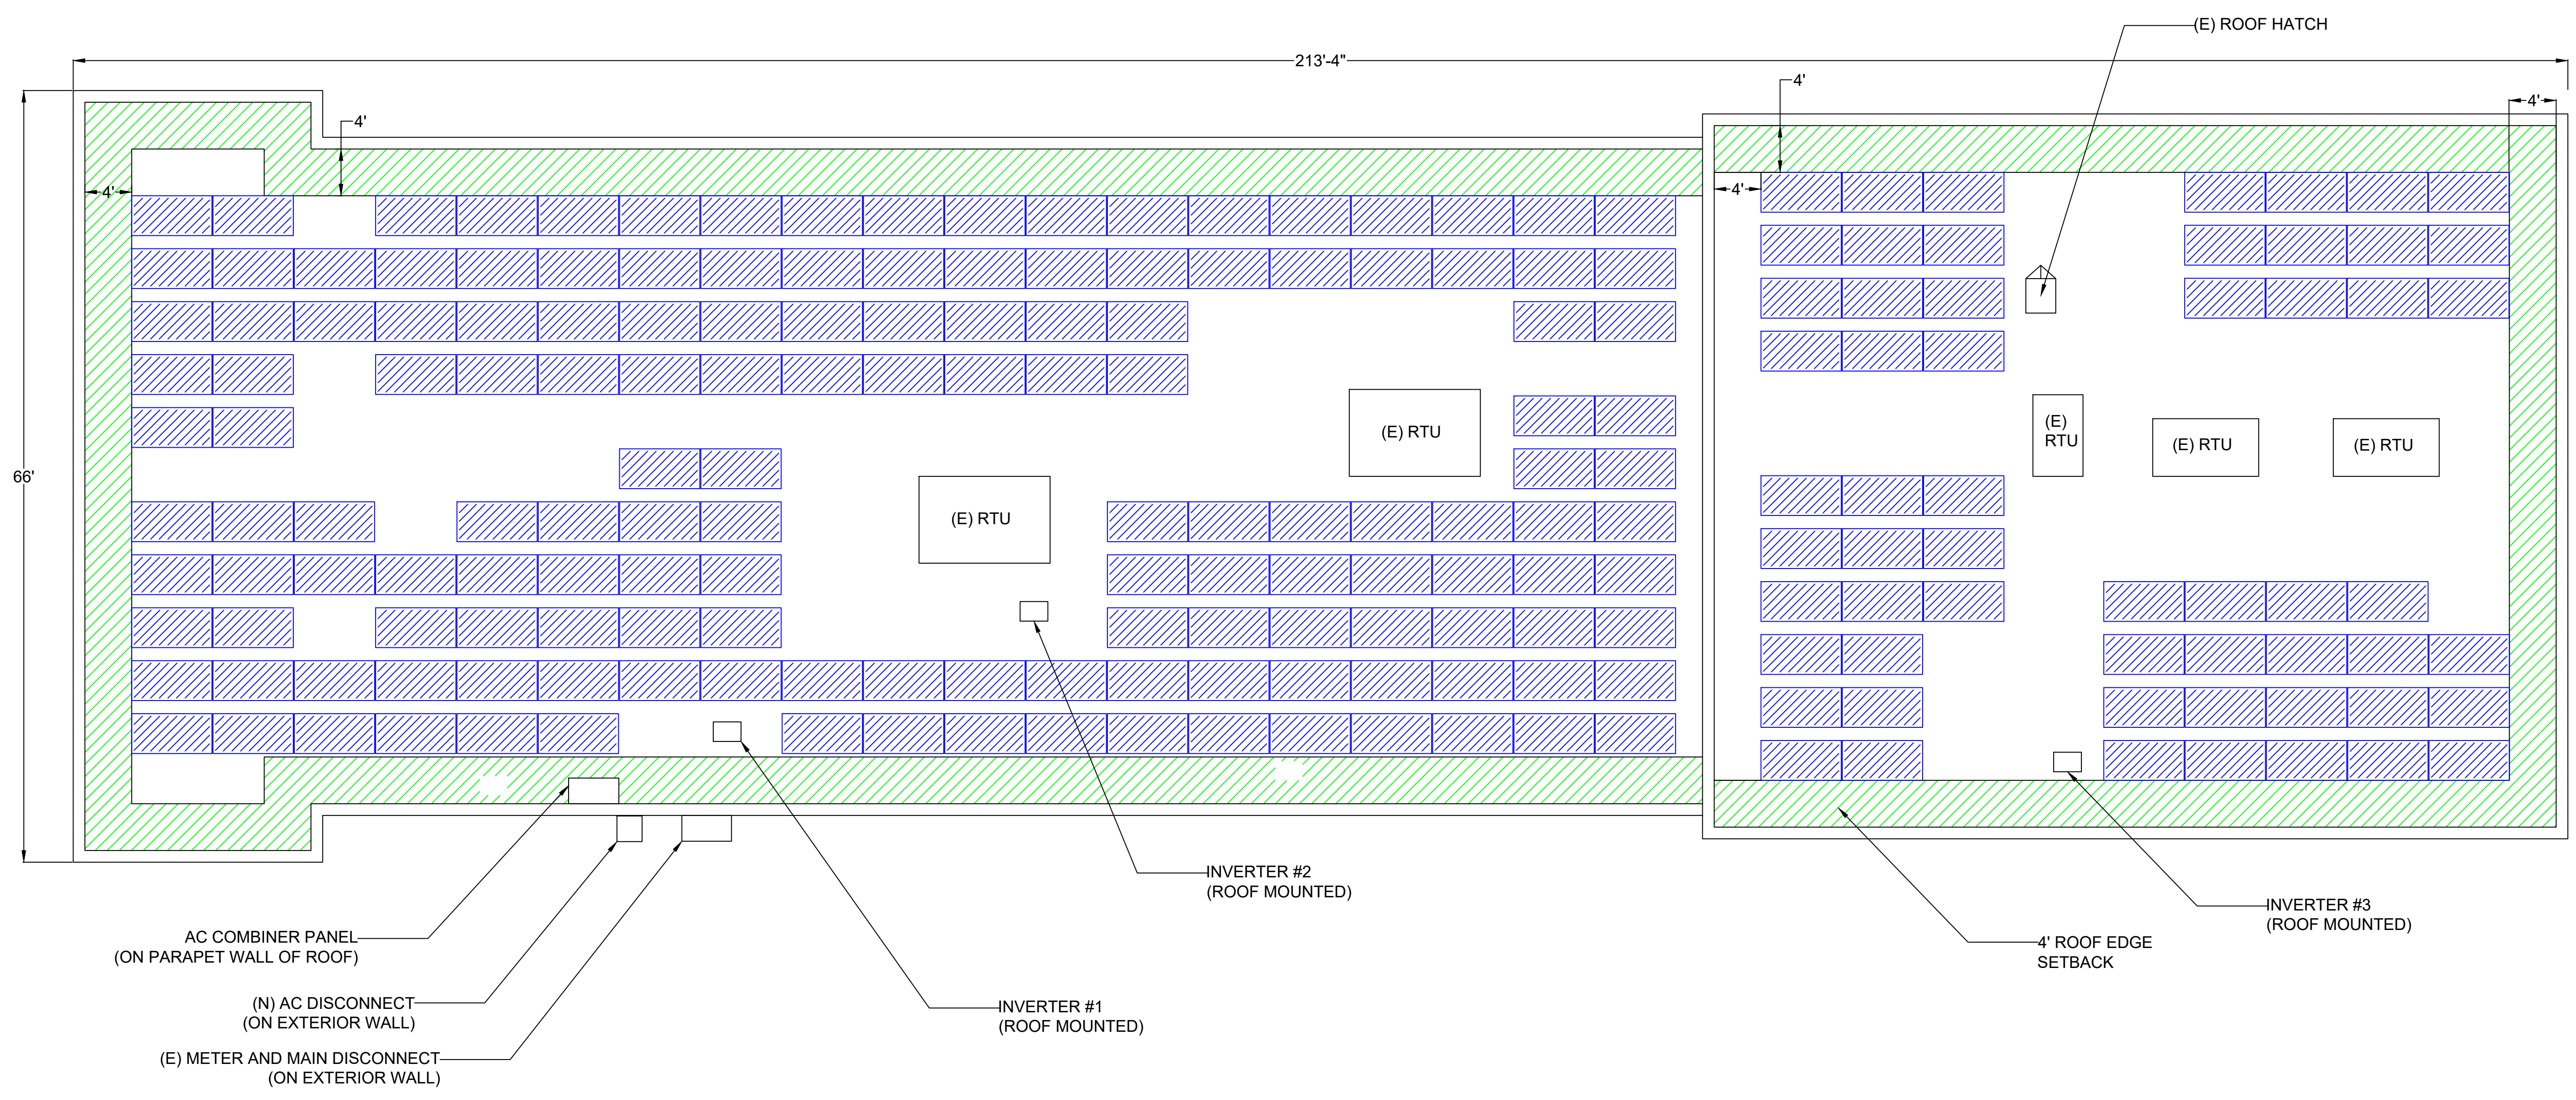 (E) ROOF HATCH
213'-4"
4'
4'
4'
4'
4'
66'
(E) RTU
(E)
RTU
(E) RTU
(E) RTU
(E) RTU
INVERTER #2
(ROOF MOUNTED)
INVERTER #3
(ROOF MOUNTED)
AC COMBINER PANEL
(ON PARAPET WALL OF ROOF)
4' ROOF EDGE
SETBACK
(N) AC DISCONNECT
(ON EXTERIOR WALL)
INVERTER #1
(ROOF MOUNTED)
(E) METER AND MAIN DISCONNECT
(ON EXTERIOR WALL)